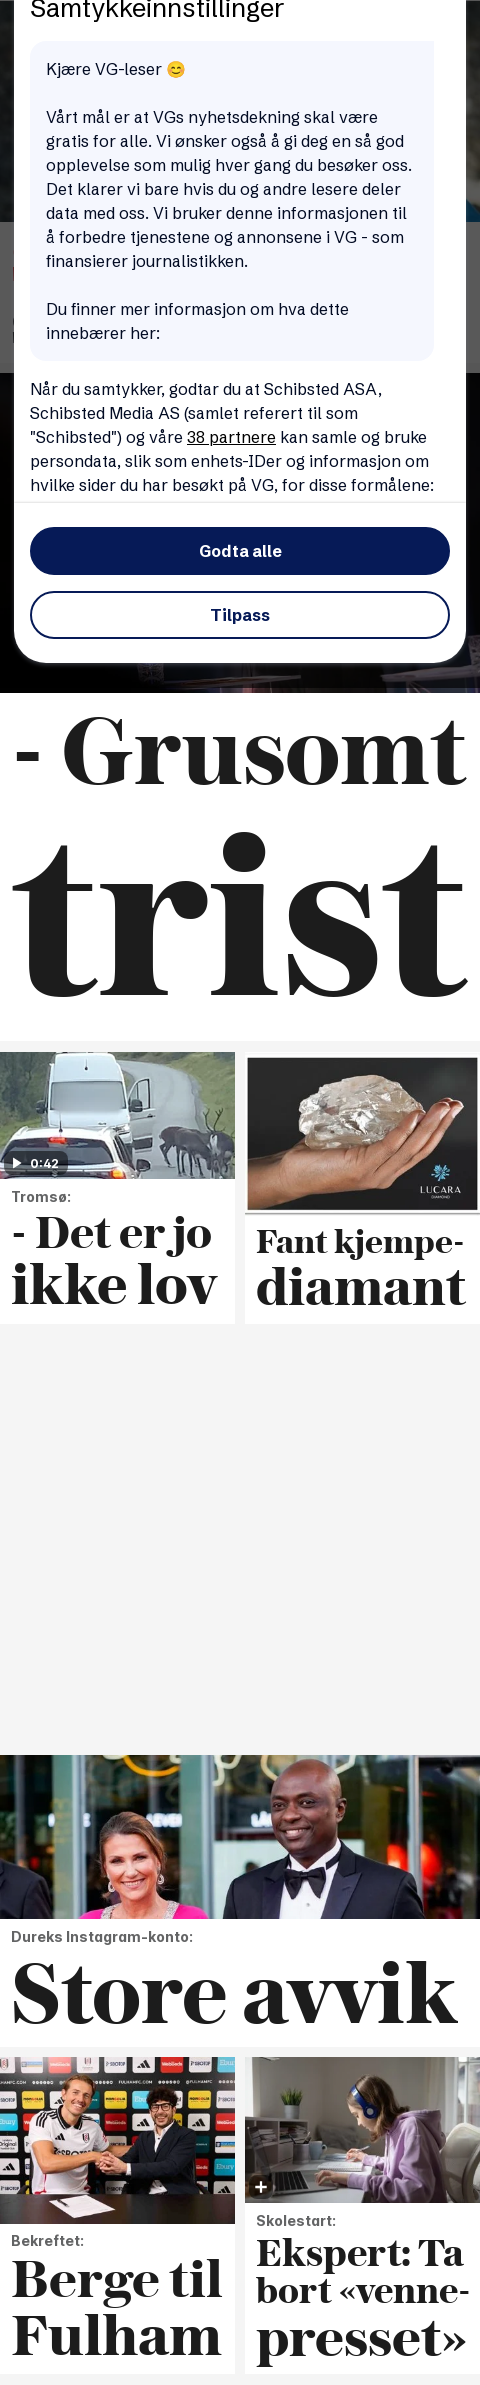 Samtykkeinnstillinger
Kjære VG-leser 😊
Vårt mål er at VGs nyhetsdekning skal være
gratis for alle. Vi ønsker også å gi deg en så god
opplevelse som mulig hver gang du besøker oss.
Det klarer vi bare hvis du og andre lesere deler
data med oss. Vi bruker denne informasjonen til
å forbedre tjenestene og annonsene i VG - som
finansierer journalistikken.
Du finner mer informasjon om hva dette
innebærer her:
Når du samtykker, godtar du at Schibsted ASA,
Schibsted Media AS (samlet referert til som
"Schibsted") og våre 38 partnere kan samle og bruke
persondata, slik som enhets-IDer og informasjon om
hvilke sider du har besøkt på VG, for disse formålene:
Godta alle
Tilpass
- Grusomt
trist
0:42
Tromsø:
- Det er jo
ikke lov
LUCARA
DIAMOND
Fant kjempe-
diamant
Dureks Instagram-konto:
Store avvik
Bekreftet:
Berge til
Fulham
Skolestart:
Ekspert: Ta
bort «venne-
presset»